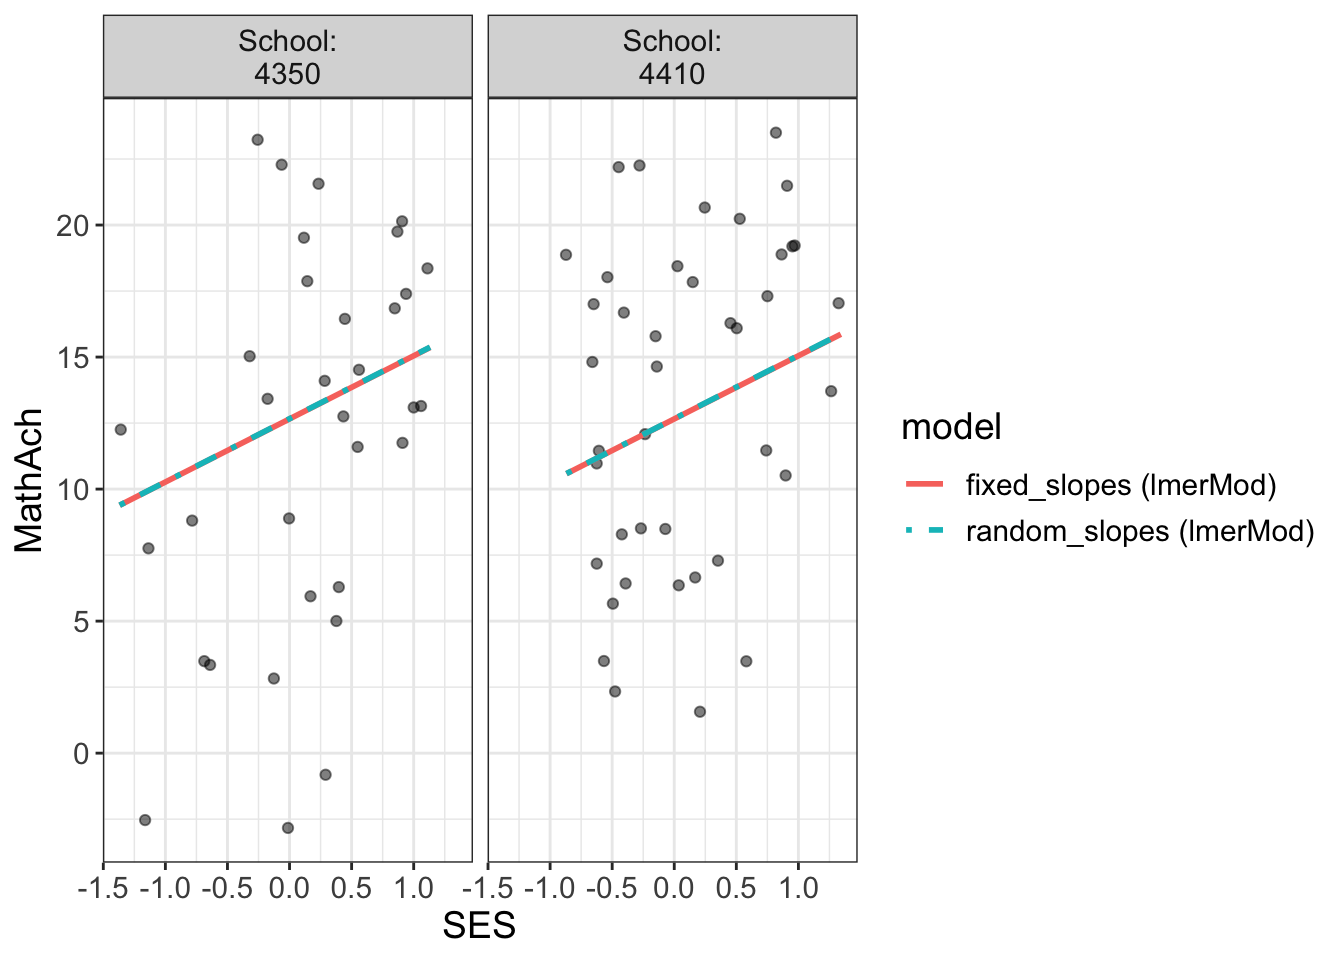 School:
4350
School:
4410
MathAch
20
15
10
5
0
-1.5 -1.0 -0.5 0.0 0.5 1.0
-1.5 -1.0 -0.5 0.0 0.5 1.0
SES
model
fixed_slopes (lmerMod)
random_slopes (lmerMod)